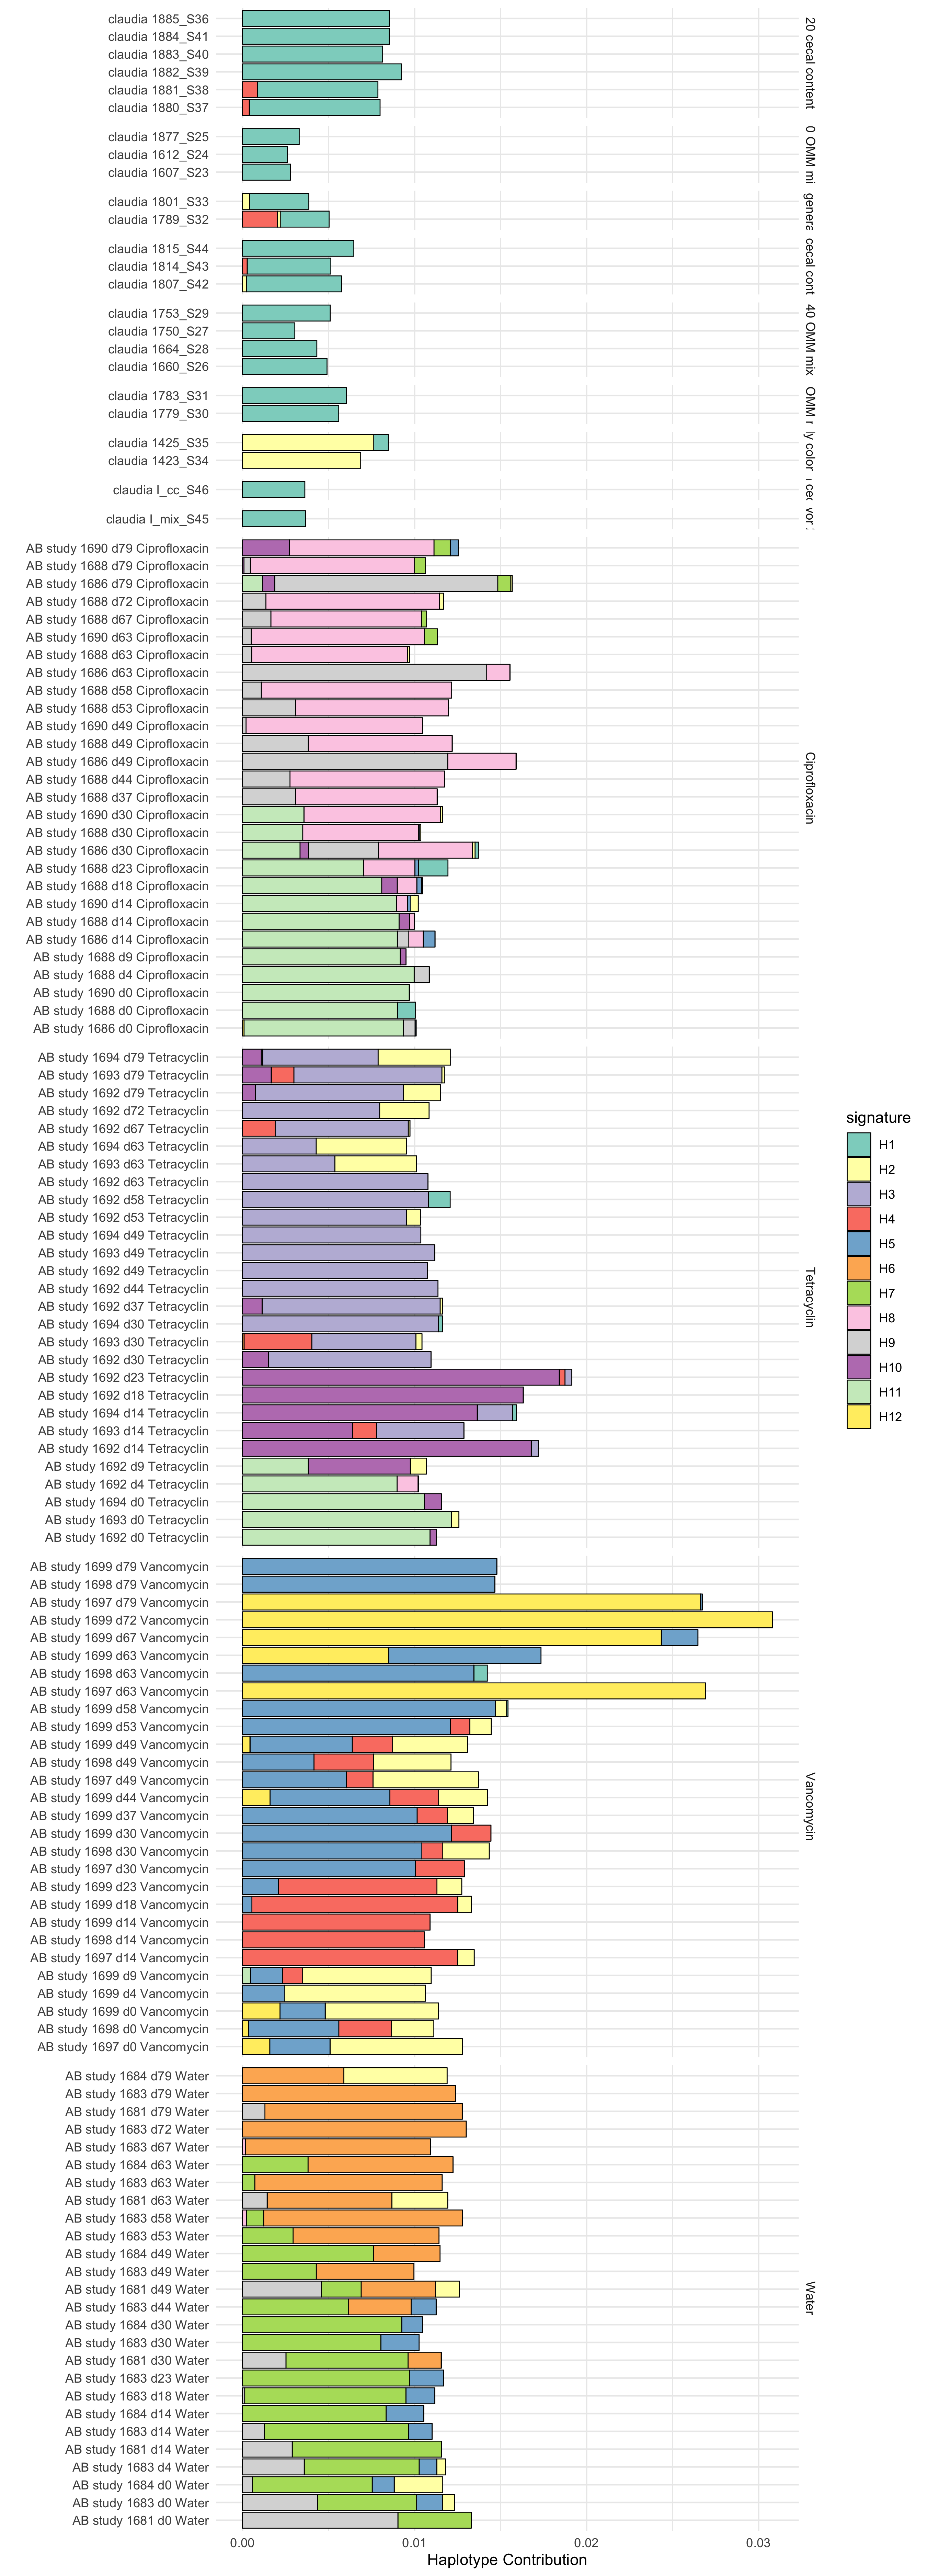 claudia 1885_S36
claudia 1884_S41
claudia 1883_S40
claudia 1882_S39
claudia 1881_S38
claudia 1880_S37
20 cecal content
claudia 1877_S25
claudia 1612_S24
claudia 1607_S23
0 OMM mi
claudia 1801_S33
claudia 1789_S32
genera
claudia 1815_S44
claudia 1814_S43
claudia 1807_S42
cecal cont
claudia 1753_S29
claudia 1750_S27
claudia 1664_S28
claudia 1660_S26
40 OMM mix
claudia 1783_S31
claudia 1779_S30
OMM
claudia 1425_S35
claudia 1423_S34
ly color
claudia I_cc_S46
claudia I_mix_S45
AB study 1690 d79 Ciprofloxacin
AB study 1688 d79 Ciprofloxacin
AB study 1686 d79 Ciprofloxacin
AB study 1688 d72 Ciprofloxacin
AB study 1688 d67 Ciprofloxacin
AB study 1690 d63 Ciprofloxacin
AB study 1688 d63 Ciprofloxacin
AB study 1686 d63 Ciprofloxacin
AB study 1688 d58 Ciprofloxacin
AB study 1688 d53 Ciprofloxacin
AB study 1690 d49 Ciprofloxacin
AB study 1688 d49 Ciprofloxacin
AB study 1686 d49 Ciprofloxacin
AB study 1688 d44 Ciprofloxacin
AB study 1688 d37 Ciprofloxacin
AB study 1690 d30 Ciprofloxacin
AB study 1688 d30 Ciprofloxacin
AB study 1686 d30 Ciprofloxacin
AB study 1688 d23 Ciprofloxacin
AB study 1688 d18 Ciprofloxacin
AB study 1690 d14 Ciprofloxacin
AB study 1688 d14 Ciprofloxacin
AB study 1686 d14 Ciprofloxacin
AB study 1688 d9 Ciprofloxacin
AB study 1688 d4 Ciprofloxacin
AB study 1690 d0 Ciprofloxacin
AB study 1688 d0 Ciprofloxacin
AB study 1686 d0 Ciprofloxacin
Ciprofloxacin
AB study 1694 d79 Tetracyclin
AB study 1693 d79 Tetracyclin
AB study 1692 d79 Tetracyclin
AB study 1692 d72 Tetracyclin
AB study 1692 d67 Tetracyclin
AB study 1694 d63 Tetracyclin
AB study 1693 d63 Tetracyclin
AB study 1692 d63 Tetracyclin
AB study 1692 d58 Tetracyclin
AB study 1692 d53 Tetracyclin
AB study 1694 d49 Tetracyclin
AB study 1693 d49 Tetracyclin
AB study 1692 d49 Tetracyclin
AB study 1692 d44 Tetracyclin
AB study 1692 d37 Tetracyclin
AB study 1694 d30 Tetracyclin
AB study 1693 d30 Tetracyclin
AB study 1692 d30 Tetracyclin
AB study 1692 d23 Tetracyclin
AB study 1692 d18 Tetracyclin
AB study 1694 d14 Tetracyclin
AB study 1693 d14 Tetracyclin
AB study 1692 d14 Tetracyclin
AB study 1692 d9 Tetracyclin
AB study 1692 d4 Tetracyclin
AB study 1694 d0 Tetracyclin
AB study 1693 d0 Tetracyclin
AB study 1692 d0 Tetracyclin
Tetracyclin
AB study 1699 d79 Vancomycin
AB study 1698 d79 Vancomycin
AB study 1697 d79 Vancomycin
AB study 1699 d72 Vancomycin
AB study 1699 d67 Vancomycin
AB study 1699 d63 Vancomycin
AB study 1698 d63 Vancomycin
AB study 1697 d63 Vancomycin
AB study 1699 d58 Vancomycin
AB study 1699 d53 Vancomycin
AB study 1699 d49 Vancomycin
AB study 1698 d49 Vancomycin
AB study 1697 d49 Vancomycin
AB study 1699 d44 Vancomycin
AB study 1699 d37 Vancomycin
AB study 1699 d30 Vancomycin
AB study 1698 d30 Vancomycin
AB study 1697 d30 Vancomycin
AB study 1699 d23 Vancomycin
AB study 1699 d18 Vancomycin
AB study 1699 d14 Vancomycin
AB study 1698 d14 Vancomycin
AB study 1697 d14 Vancomycin
AB study 1699 d9 Vancomycin
AB study 1699 d4 Vancomycin
AB study 1699 d0 Vancomycin
AB study 1698 d0 Vancomycin
AB study 1697 d0 Vancomycin
Vancomycin
AB study 1684 d79 Water
AB study 1683 d79 Water
AB study 1681 d79 Water
AB study 1683 d72 Water
AB study 1683 d67 Water
AB study 1684 d63 Water
AB study 1683 d63 Water
AB study 1681 d63 Water
AB study 1683 d58 Water
AB study 1683 d53 Water
AB study 1684 d49 Water
AB study 1683 d49 Water
AB study 1681 d49 Water
AB study 1683 d44 Water
AB study 1684 d30 Water
AB study 1683 d30 Water
AB study 1681 d30 Water
AB study 1683 d23 Water
AB study 1683 d18 Water
AB study 1684 d14 Water
AB study 1683 d14 Water
AB study 1681 d14 Water
AB study 1683 d4 Water
AB study 1684 d0 Water
AB study 1683 d0 Water
AB study 1681 d0 Water
Water
0.00 0.01 0.02 0.03
Haplotype Contribution
signature
H1
H2
H3
H4
H5
H6
H7
H8
H9
H10
H11
H12